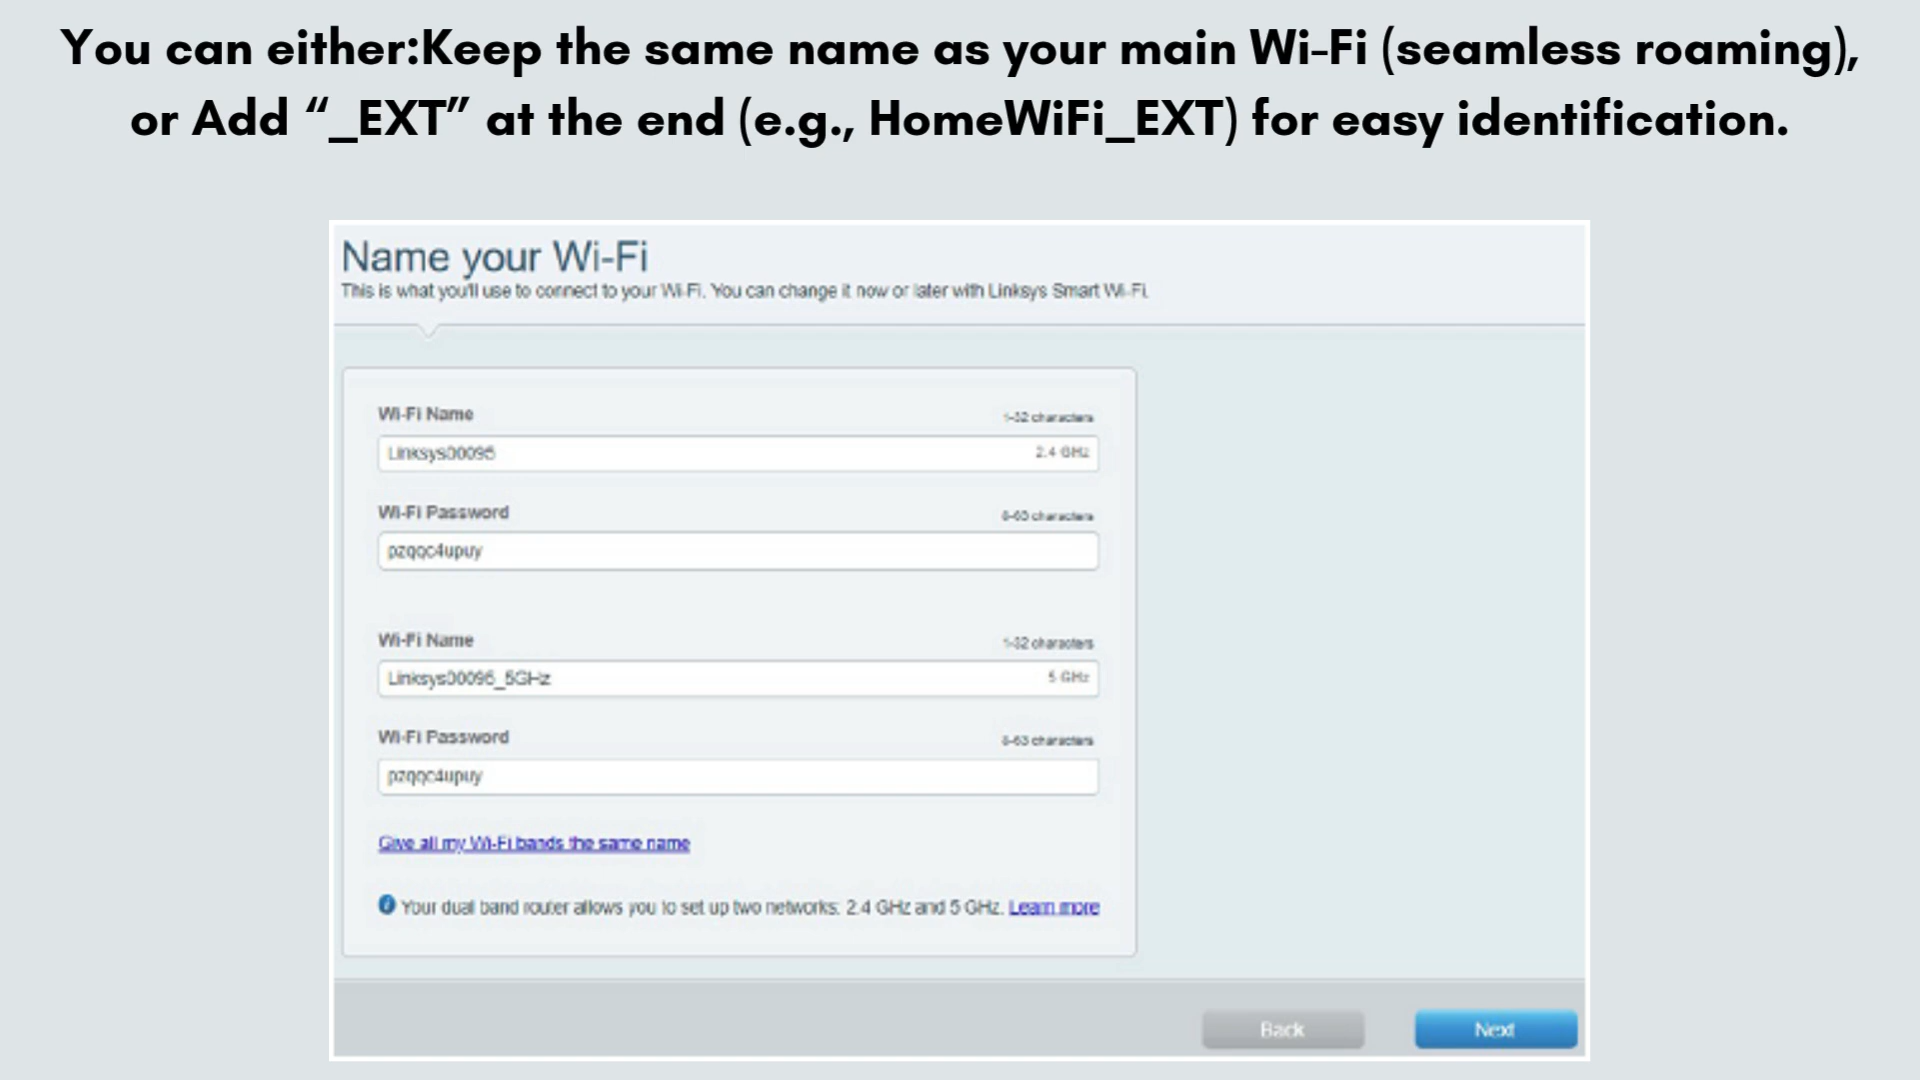 You can either:Keep the same name as your main Wi-Fi (seamless roaming),
or Add “_EXT” at the end (e.g., HomeWiFi_EXT) for easy identification.
Name your Wi-Fi
This is what you'll use to connect to your Wi-Fi. You can change it now or later with Linksys Smart Wi-Fi.
Wi-Fi Name
1-32 characters
Linksys00095
2.4 GHz
Wi-Fi Password
8-63 characters
pzqqc4upuy
Wi-Fi Name
1-32 characters
Linksys00095_5GHz
5 GHz
Wi-Fi Password
8-63 characters
pzqqc4upuy
Give all my Wi-Fi bands the same name
Your dual band router allows you to set up two networks: 2.4 GHz and 5 GHz. Learn more
Back
Next